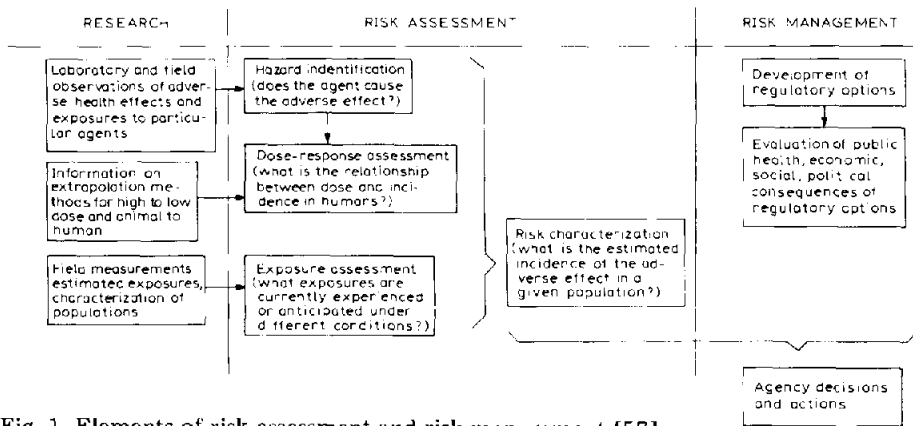 RESEARCH
RISK ASSESSMENT
RISK MANAGEMENT
Laboratory and field
observations of adver-
se health effects and
exposures to particu-
lar agents
Hazard indentification
(does the agent cause
the adverse effect?)
Development of
regulatory options
Information on
extrapolation me-
thods for high to low
dose and animal to
human
Dose-response assessment
(what is the relationship
between dose and inci-
dence in humans?)
Evaluation of public
health, economic,
social, political
consequences of
regulatory options
Field measurements
estimated exposures,
characterization of
populations
Exposure assessment
(what exposures are
currently experienced
or anticipated under
different conditions?)
Risk characterization
(what is the estimated
incidence of the ad-
verse effect in a
given population?)
Agency decisions
and actions
Fig. 1. Elements of risk assessment and risk management [57]